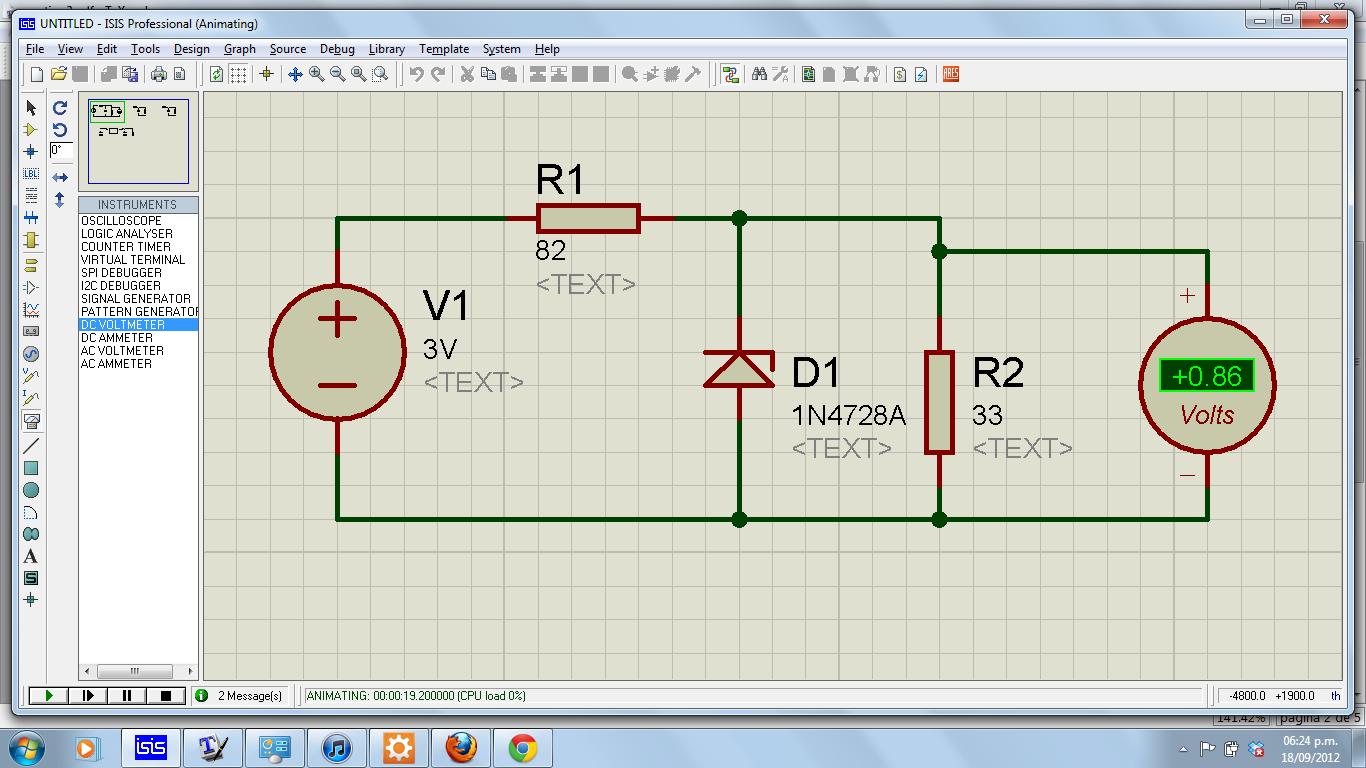 UNTITLED - ISIS Professional (Animating)
File View Edit Tools Design Graph Source Debug Library Template System Help
LBL
0°
INSTRUMENTS
OSCILLOSCOPE
LOGIC ANALYSER
COUNTER TIMER
VIRTUAL TERMINAL
SPI DEBUGGER
I2C DEBUGGER
SIGNAL GENERATOR
PATTERN GENERATOR
DC VOLTMETER
DC AMMETER
AC VOLTMETER
AC AMMETER
R1
82
<TEXT>
V1
3V
<TEXT>
D1
1N4728A
<TEXT>
R2
33
<TEXT>
+0.86
Volts
2 Message(s)
ANIMATING: 00:00:19.200000 (CPU load 0%)
-4800.0 +1900.0 th
141.42% página 2 de 5
isis
06:24 p.m.
18/09/2012